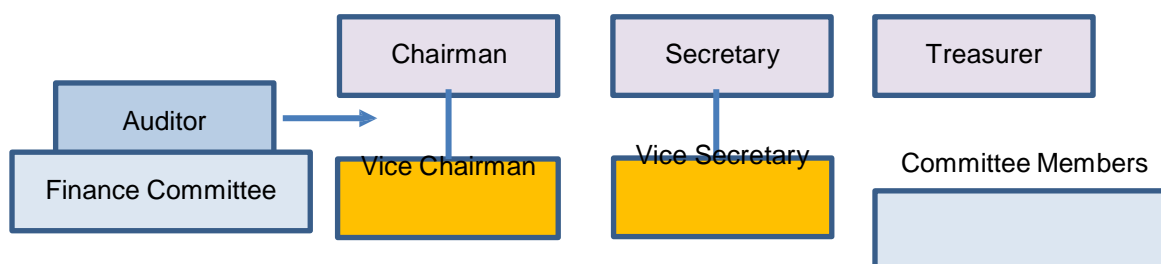 Chairman
Secretary
Treasurer
Auditor
Vice Chairman
Vice Secretary
Committee Members
Finance Committee